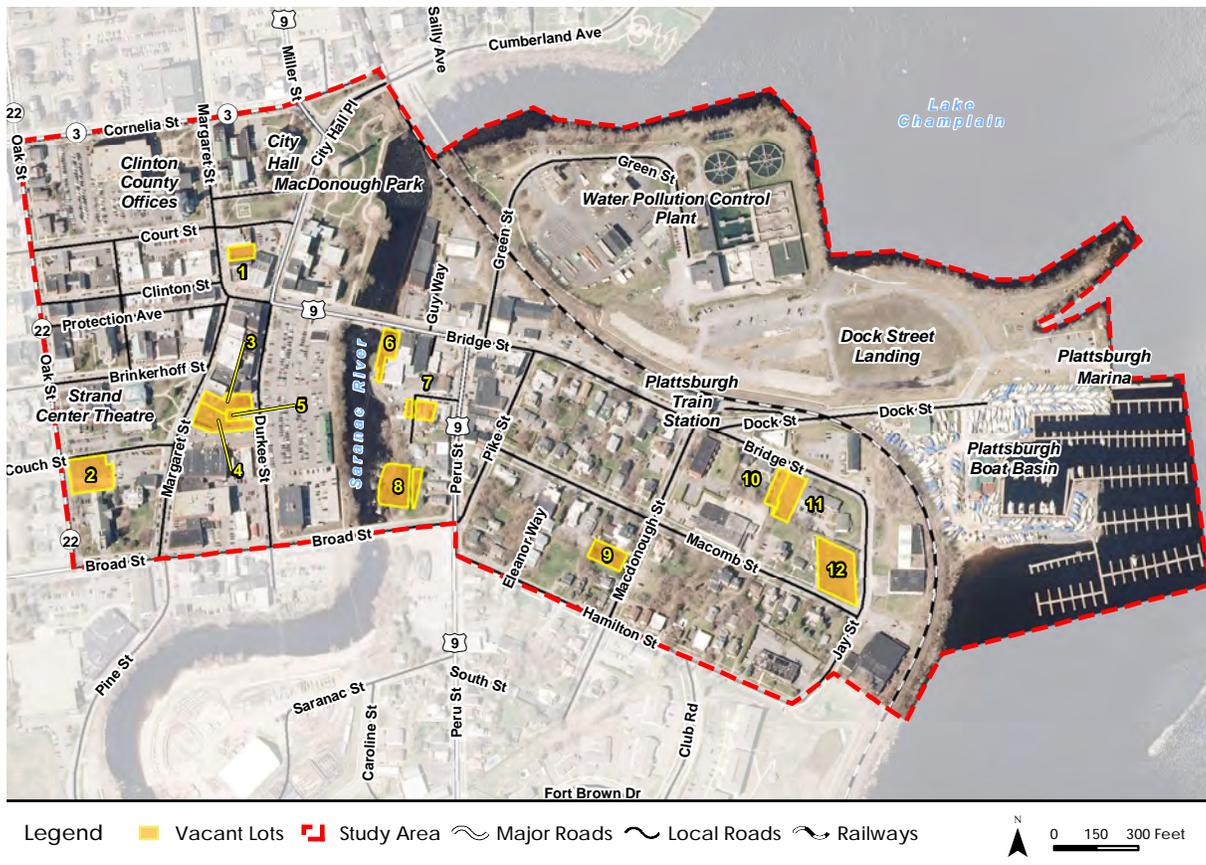 9
Sailly Ave
Cumberland Ave
Miller St
22
3
Cornelia St
Margaret St
3
City Hall Pl
Oak St
City
Hall
Clinton
County
Offices
MacDonough Park
Lake
Champlain
Green St
Water Pollution Control
Plant
Court St
1
Green St
Clinton St
Guy Way
9
Protection Ave
22
Bridge St
6
3
Dock Street
Landing
Plattsburgh
Marina
Brinkerhoff St
Oak St
Strand
Center Theatre
Saranac River
7
Plattsburgh
Train
Station
5
Dock St
Dock St
Durkee St
9
Pike St
Margaret St
Couch St
2
4
Peru St
Bridge St
Plattsburgh
Boat Basin
8
10
11
22
Broad St
Broad St
Eleanor Way
9
Macdonough St
Macomb St
12
Hamilton St
Jay St
9
Pine St
South St
Saranac St
Caroline St
Peru St
Club Rd
Fort Brown Dr
Legend
Vacant Lots
Study Area
Major Roads
Local Roads
Railways
N
0 150 300 Feet